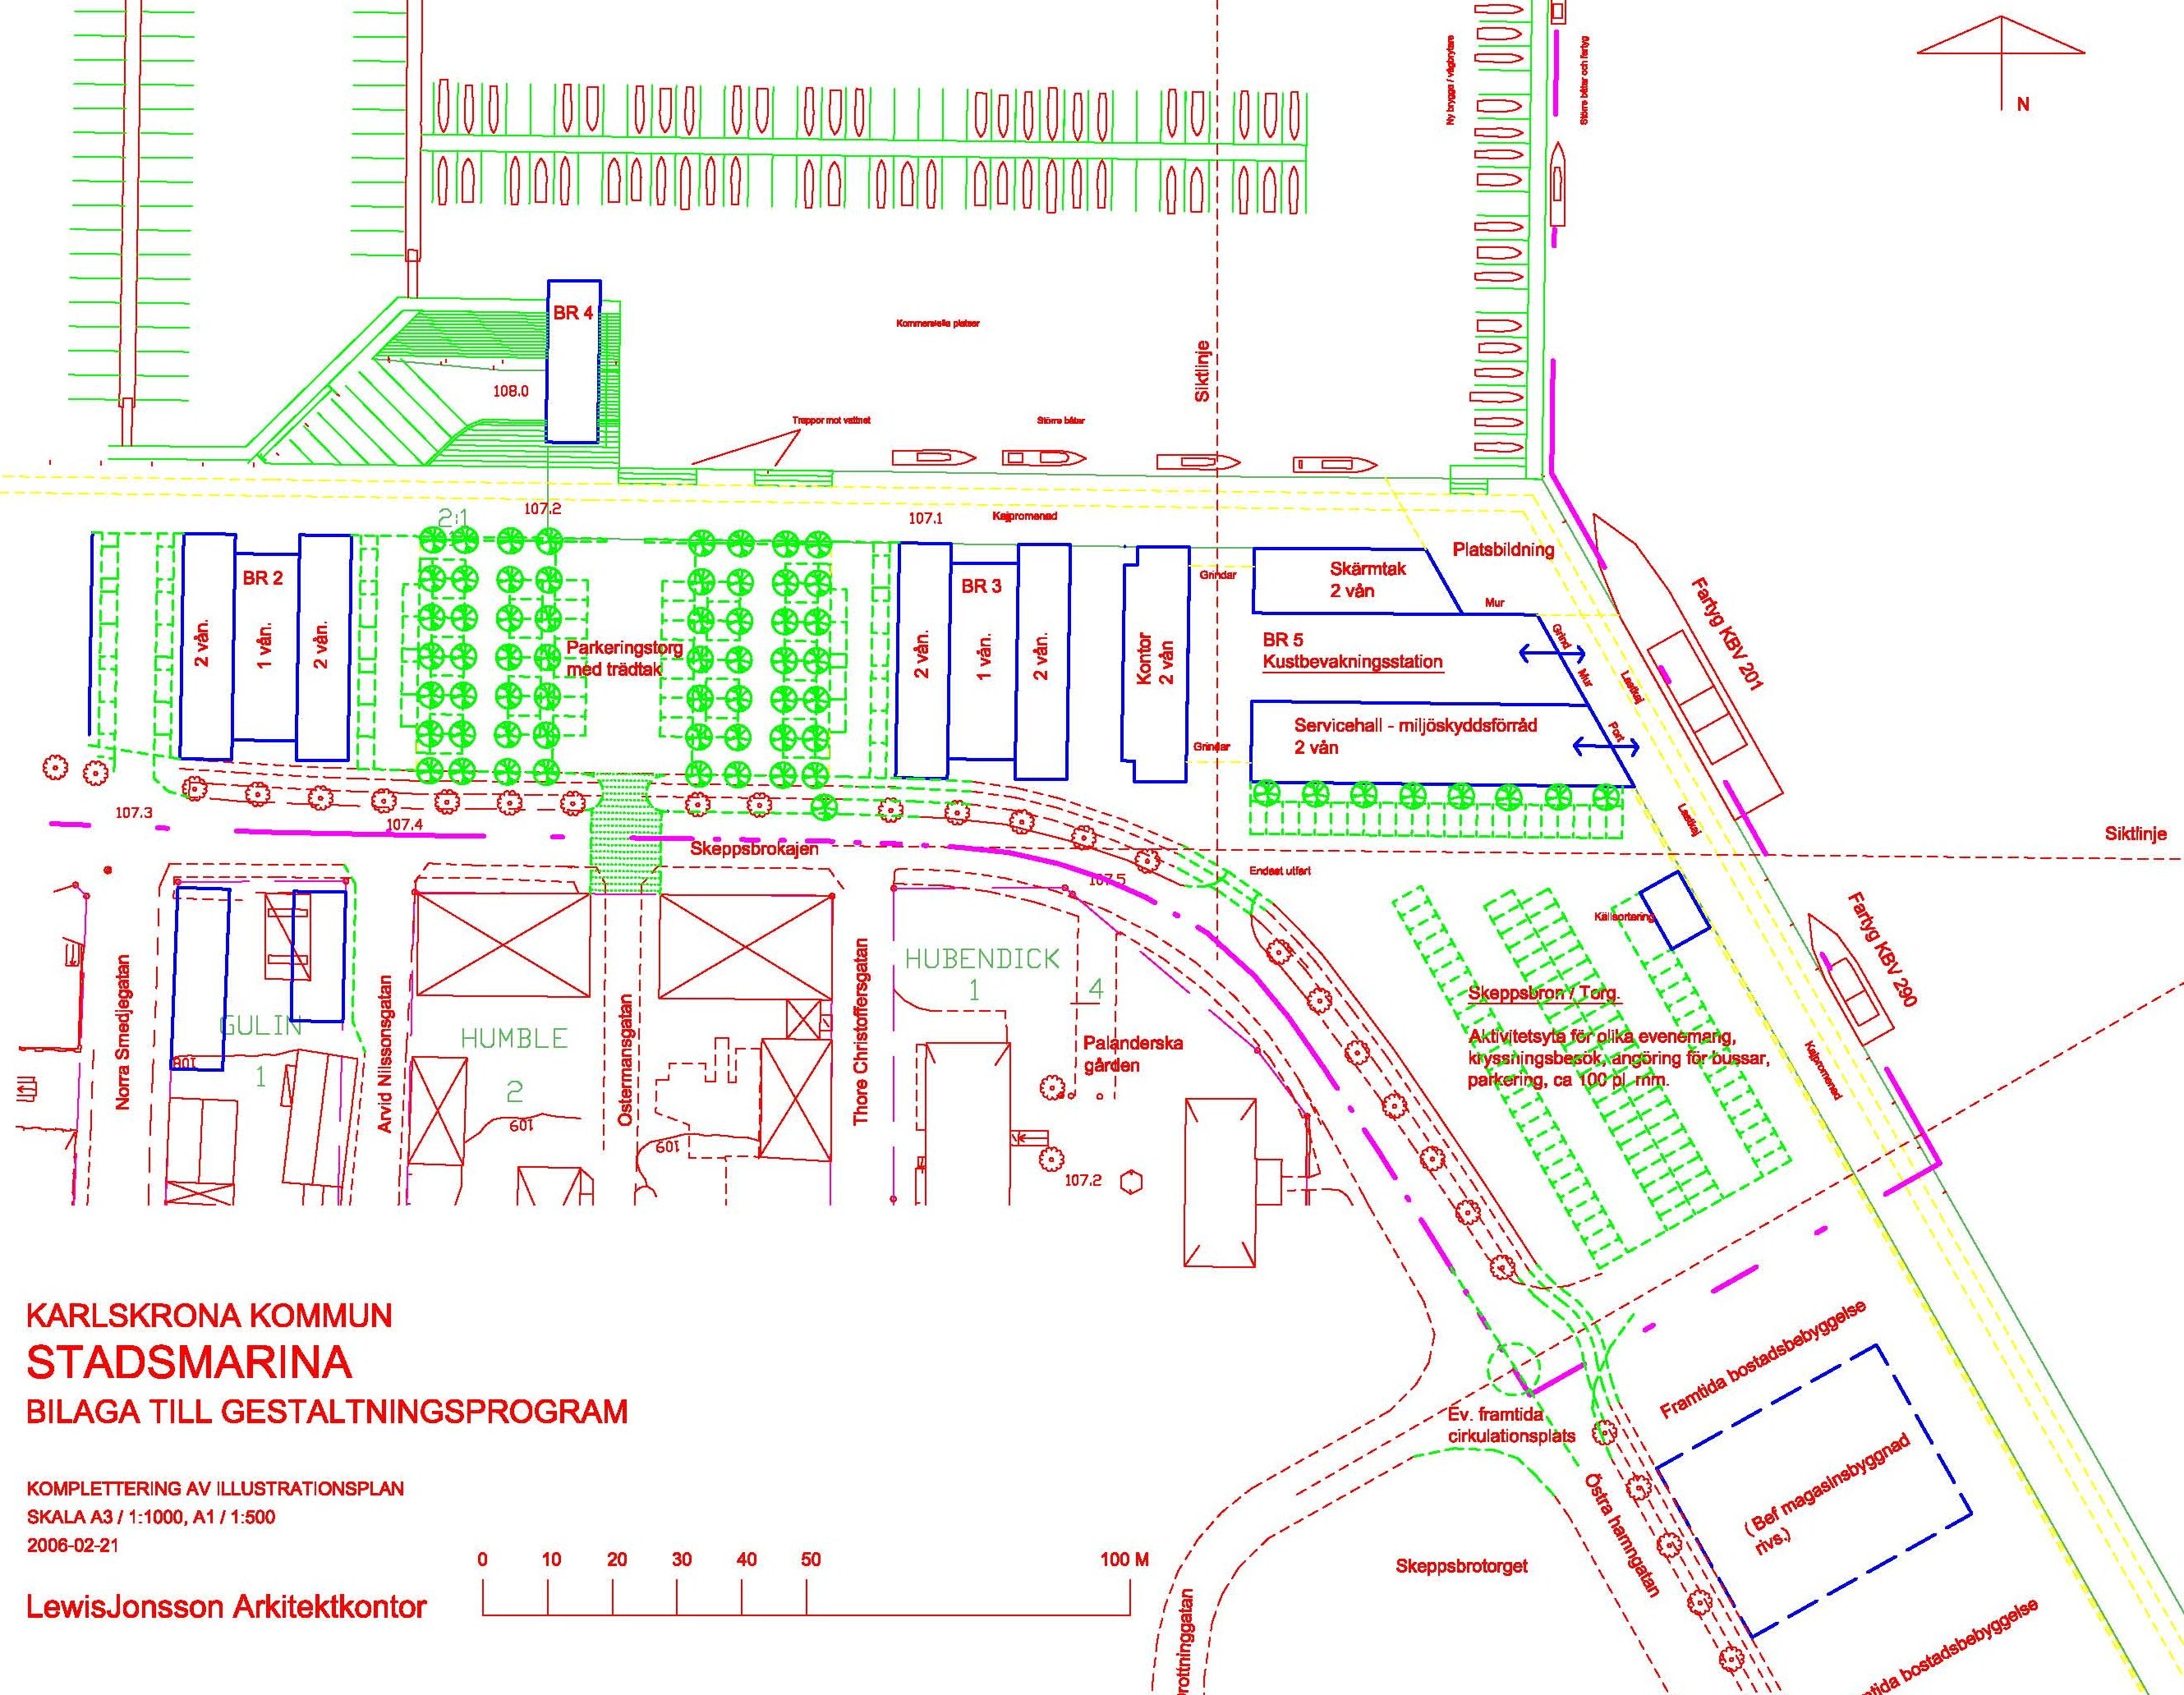 Ny brygga / vågbrytare
Större båtar och fartyg
N
BR 4
Kommersiella platser
Siktlinje
108.0
Trappor mot vattnet
Större båtar
2:1
107.2
107.1
Kajpromenad
Platsbildning
BR 2
2 vån.
1 vån.
2 vån.
Parkeringstorg
med trädtak
BR 3
2 vån.
1 vån.
2 vån.
Kontor
2 vån
Grindar
Skärmtak
2 vån
Mur
BR 5
Kustbevakningsstation
Grind
Mur
Lastkaj
Port
Fartyg KBV 201
Servicehall - miljöskyddsförråd
2 vån
Grindar
Lastkaj
107.3
107.4
Skeppsbrokajen
Siktlinje
107.5
Endast utfart
Källsortering
Fartyg KBV 290
Norra Smedjegatan
GULIN
1
108
Arvid Nilssonsgatan
HUMBLE
2
109
Ostermansgatan
109
Thore Christoffersgatan
HUBENDICK
1
4
Palanderska
gården
107.2
Skeppsbron / Torg.
Aktivitetsyta för olika evenemang,
kryssningsbesök, angöring för bussar,
parkering, ca 100 pl. mm.
Kajpromenad
KARLSKRONA KOMMUN
STADSMARINA
BILAGA TILL GESTALTNINGSPROGRAM
KOMPLETTERING AV ILLUSTRATIONSPLAN
SKALA A3 / 1:1000, A1 / 1:500
2006-02-21
LewisJonsson Arkitektkontor
0 10 20 30 40 50 100 M
Ev. framtida
cirkulationsplats
Framtida bostadsbebyggelse
(Bef magasinsbyggnad
rivs.)
Östra hamngatan
Skeppsbrotorget
rottninggatan
tida bostadsbebyggelse